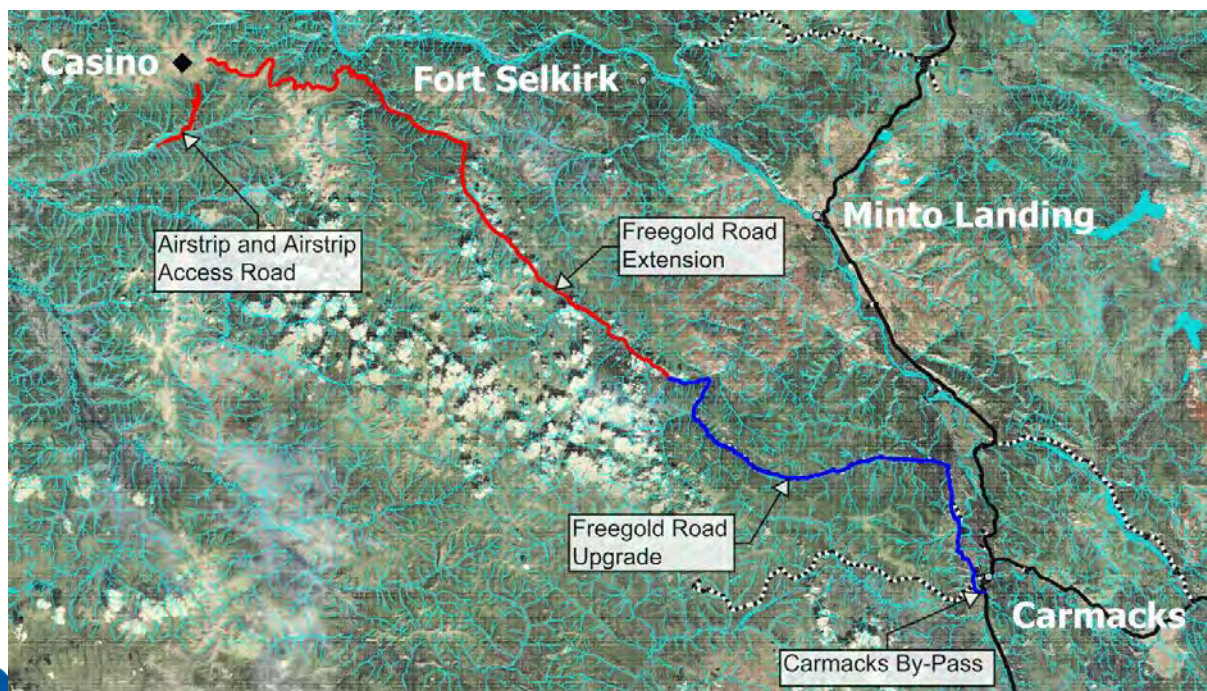 Casino
Fort Selkirk
Minto Landing
Airstrip and Airstrip
Access Road
Freegold Road
Extension
Freegold Road
Upgrade
Carmacks
Carmacks By-Pass